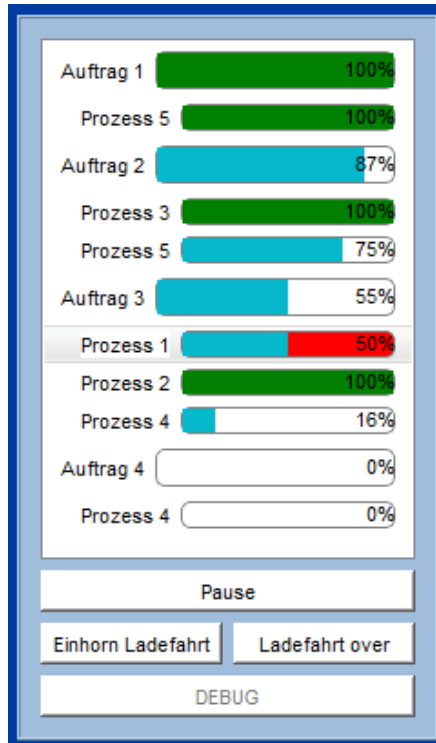 Auftrag 1 100%
Prozess 5 100%
Auftrag 2 87%
Prozess 3 100%
Prozess 5 75%
Auftrag 3 55%
Prozess 1 50%
Prozess 2 100%
Prozess 4 16%
Auftrag 4 0%
Prozess 4 0%
Pause
Einhorn Ladefahrt Ladefahrt over
DEBUG